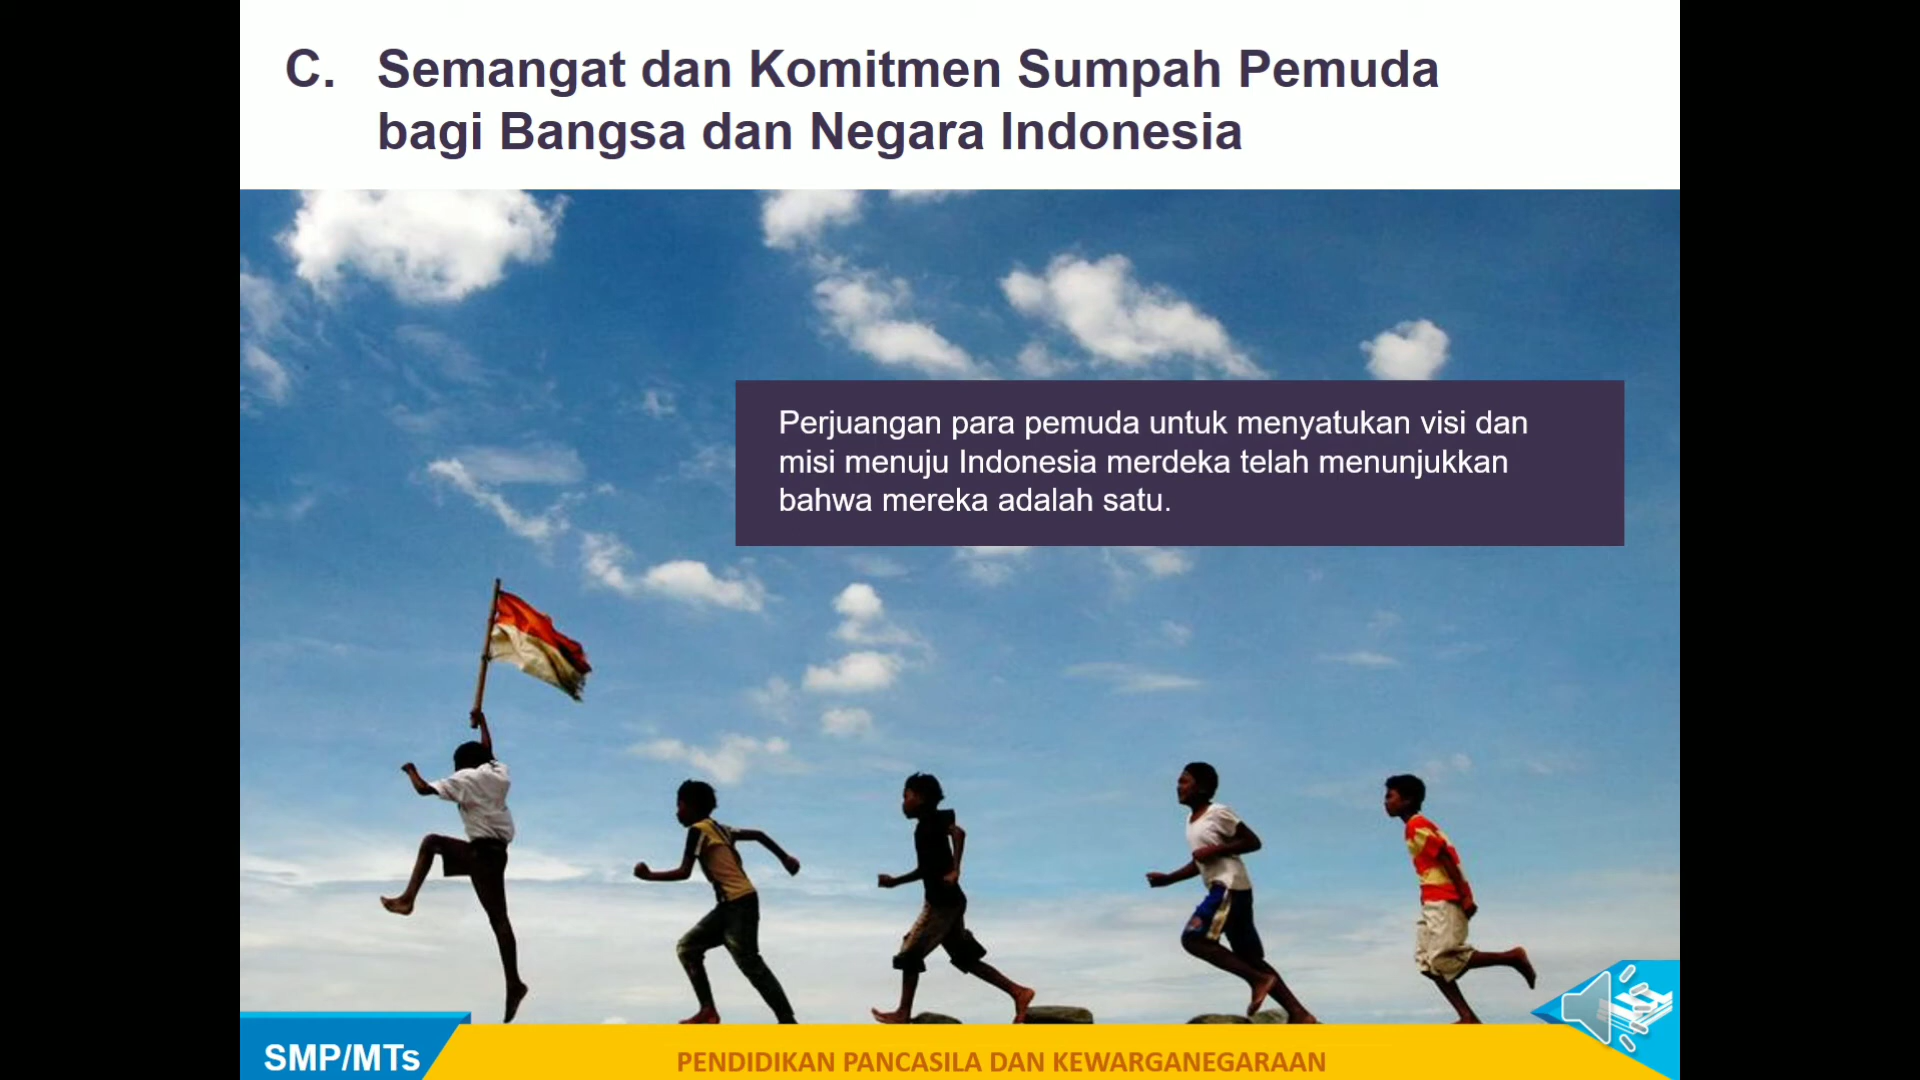 C. Semangat dan Komitmen Sumpah Pemuda
bagi Bangsa dan Negara Indonesia
Perjuangan para pemuda untuk menyatukan visi dan
misi menuju Indonesia merdeka telah menunjukkan
bahwa mereka adalah satu.
SMP/MTs
PENDIDIKAN PANCASILA DAN KEWARGANEGARAAN